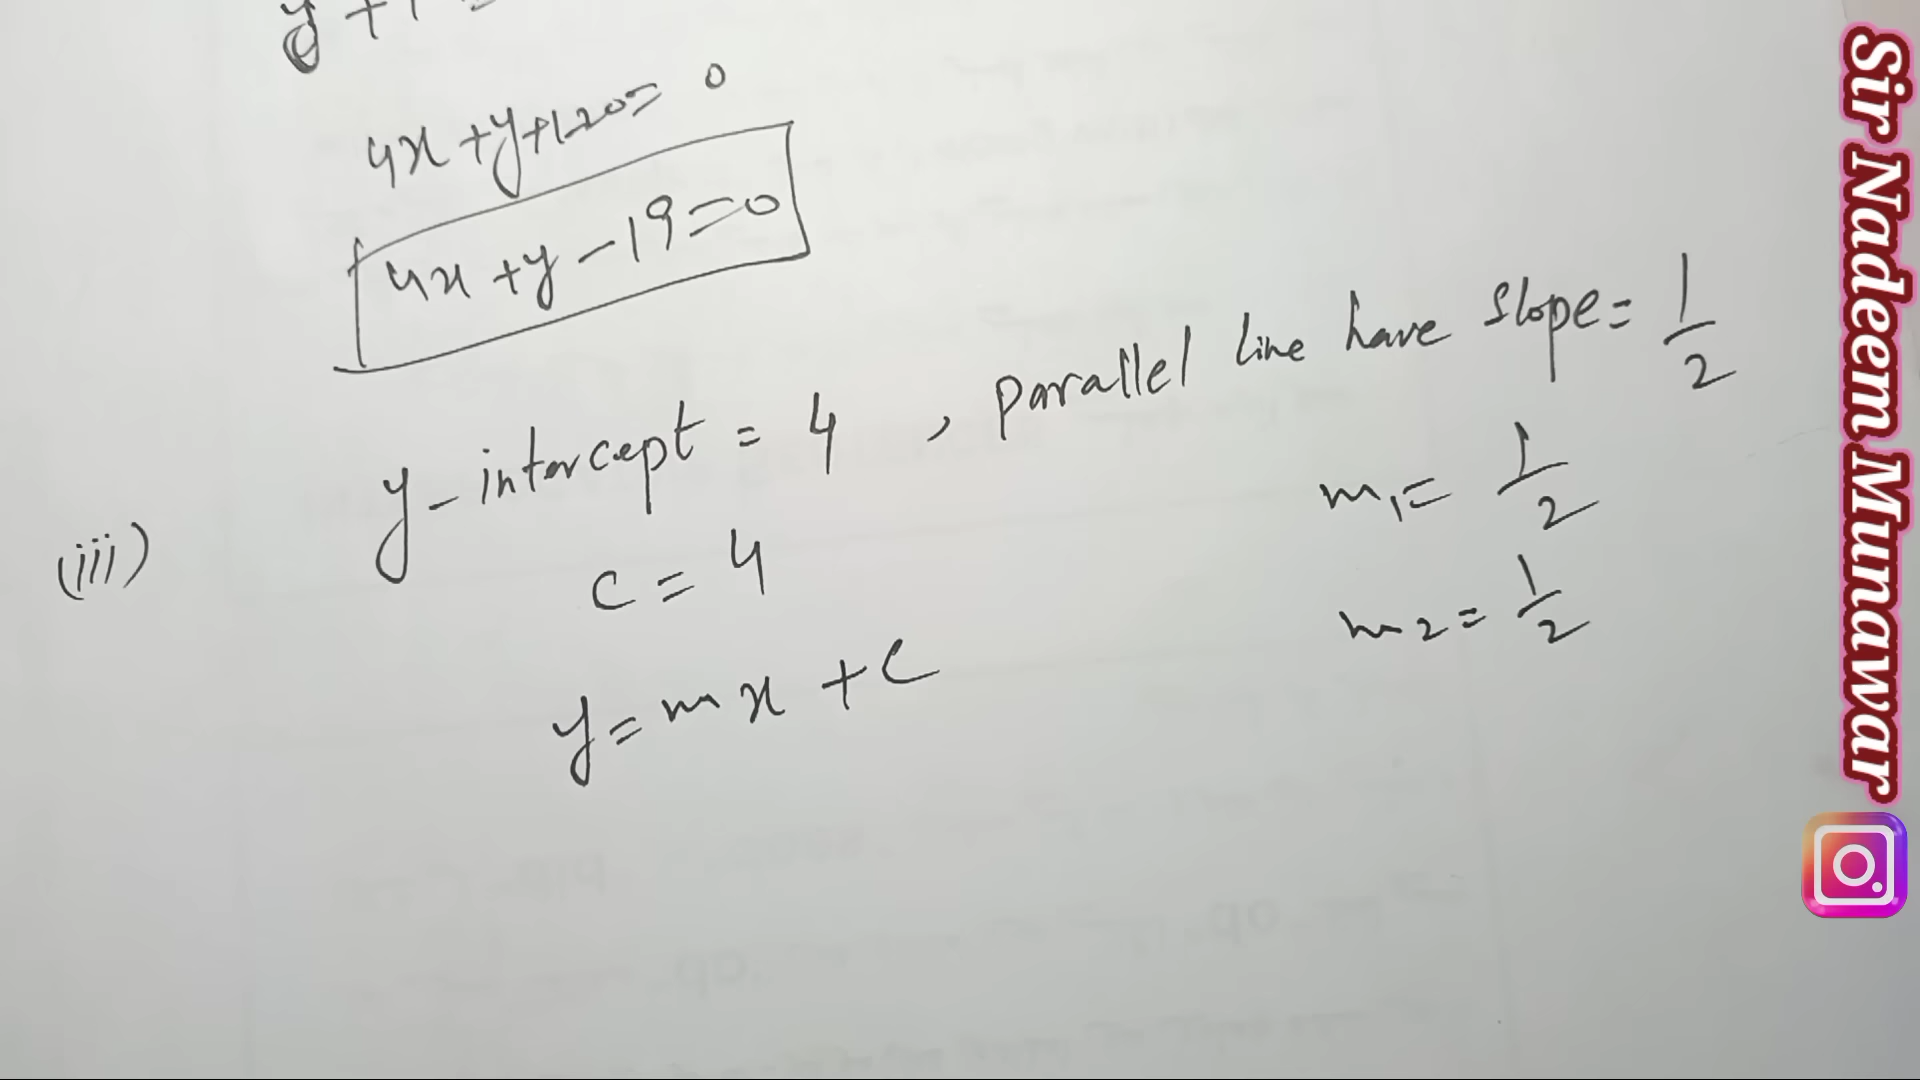 4x + y + 1 - 20 = 0
4x + y - 19 = 0
(iii) y-intercept = 4 , parallel line have slope = 1/2
c = 4
m1 = 1/2
m2 = 1/2
y = mx + c
Sir Nadeem Munawar